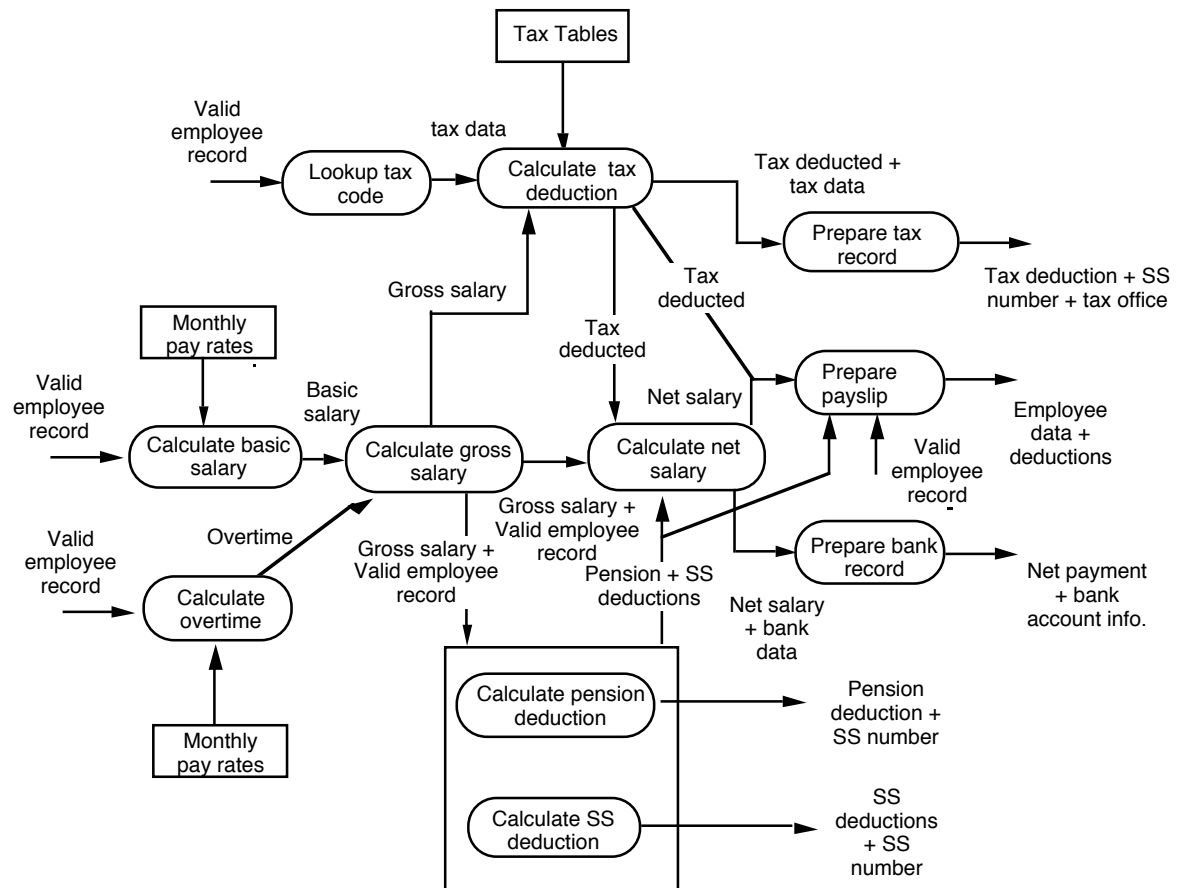 Tax Tables
Valid
employee
record
tax data
Lookup tax
code
Calculate tax
deduction
Tax deducted +
tax data
Prepare tax
record
Tax deduction + SS
number + tax office
Gross salary
Tax
deducted
Tax
deducted
Monthly
pay rates
Valid
employee
record
Calculate basic
salary
Basic
salary
Calculate gross
salary
Net salary
Calculate net
salary
Prepare
payslip
Employee
data +
deductions
Valid
employee
record
Gross salary +
Valid employee
record
Gross salary +
Valid employee
record
Overtime
Valid
employee
record
Calculate
overtime
Monthly
pay rates
Pension + SS
deductions
Prepare bank
record
Net payment
+ bank
account info.
Net salary
+ bank
data
Calculate pension
deduction
Pension
deduction +
SS number
Calculate SS
deduction
SS
deductions
+ SS
number